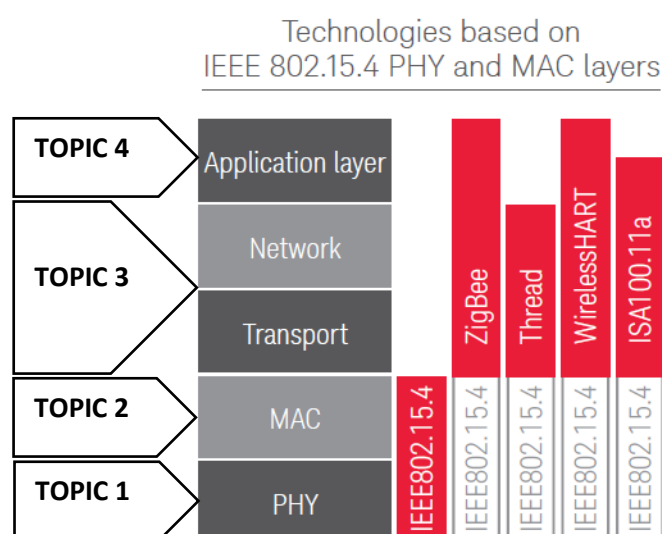 Technologies based on
IEEE 802.15.4 PHY and MAC layers
TOPIC 4
Application layer
TOPIC 3
Network
Transport
TOPIC 2
MAC
TOPIC 1
PHY
IEEE802.15.4
ZigBee
IEEE802.15.4
Thread
IEEE802.15.4
WirelessHART
IEEE802.15.4
ISA100.11a
IEEE802.15.4